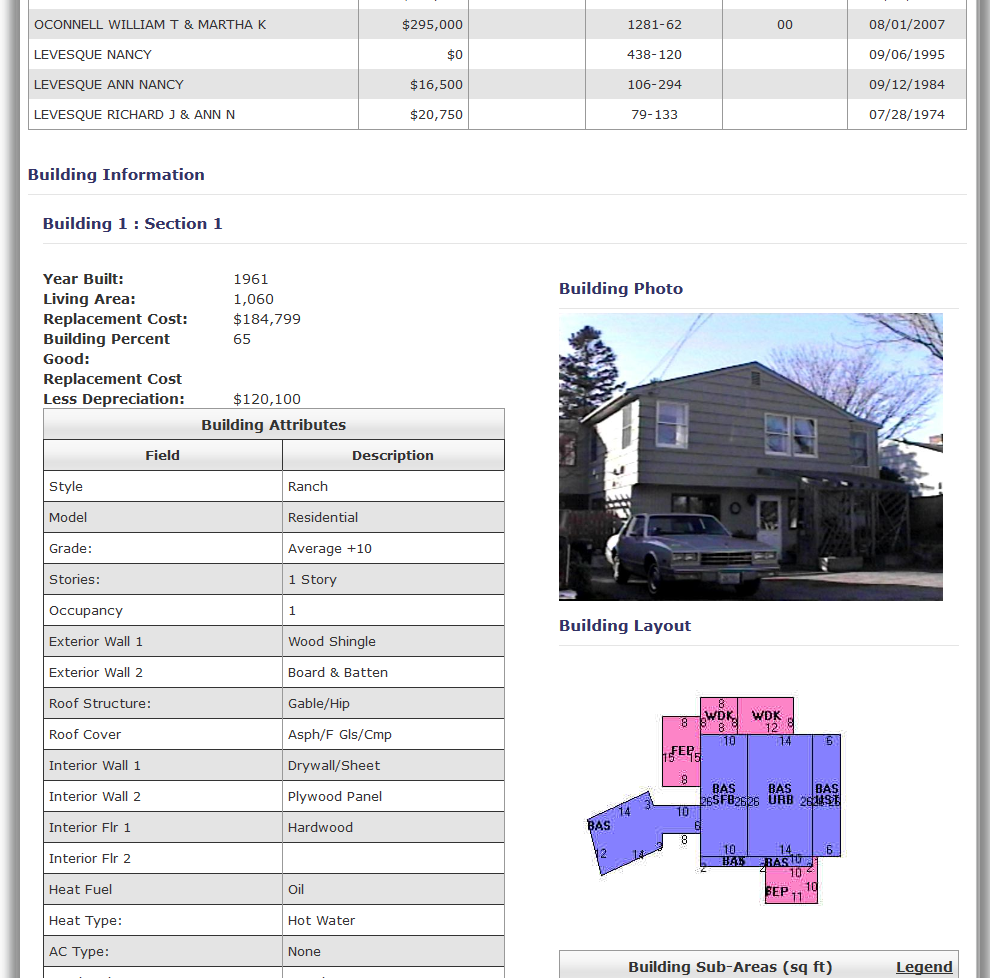 OCONNELL WILLIAM T & MARTHA K $295,000 1281-62 00 08/01/2007
LEVESQUE NANCY $0 438-120 09/06/1995
LEVESQUE ANN NANCY $16,500 106-294 09/12/1984
LEVESQUE RICHARD J & ANN N $20,750 79-133 07/28/1974
Building Information
Building 1 : Section 1
Year Built: 1961
Living Area: 1,060
Replacement Cost: $184,799
Building Percent 65
Good:
Replacement Cost
Less Depreciation: $120,100
Building Attributes
Field Description
Style Ranch
Model Residential
Grade: Average +10
Stories: 1 Story
Occupancy 1
Exterior Wall 1 Wood Shingle
Exterior Wall 2 Board & Batten
Roof Structure: Gable/Hip
Roof Cover Asph/F Gls/Cmp
Interior Wall 1 Drywall/Sheet
Interior Wall 2 Plywood Panel
Interior Flr 1 Hardwood
Interior Flr 2
Heat Fuel Oil
Heat Type: Hot Water
AC Type: None
Building Photo
Building Layout
8
WDK WDK
8 8 8 8 12
8 10 14 6
FEP
15 15
8
BAS BAS BAS
SFB URB UST
26 26 26 26
14 3 10
BAS 6
8
12 14 3
10 14 6
2 BAS 2 BAS 10 2
10
FEP 11 10
Building Sub-Areas (sq ft) Legend